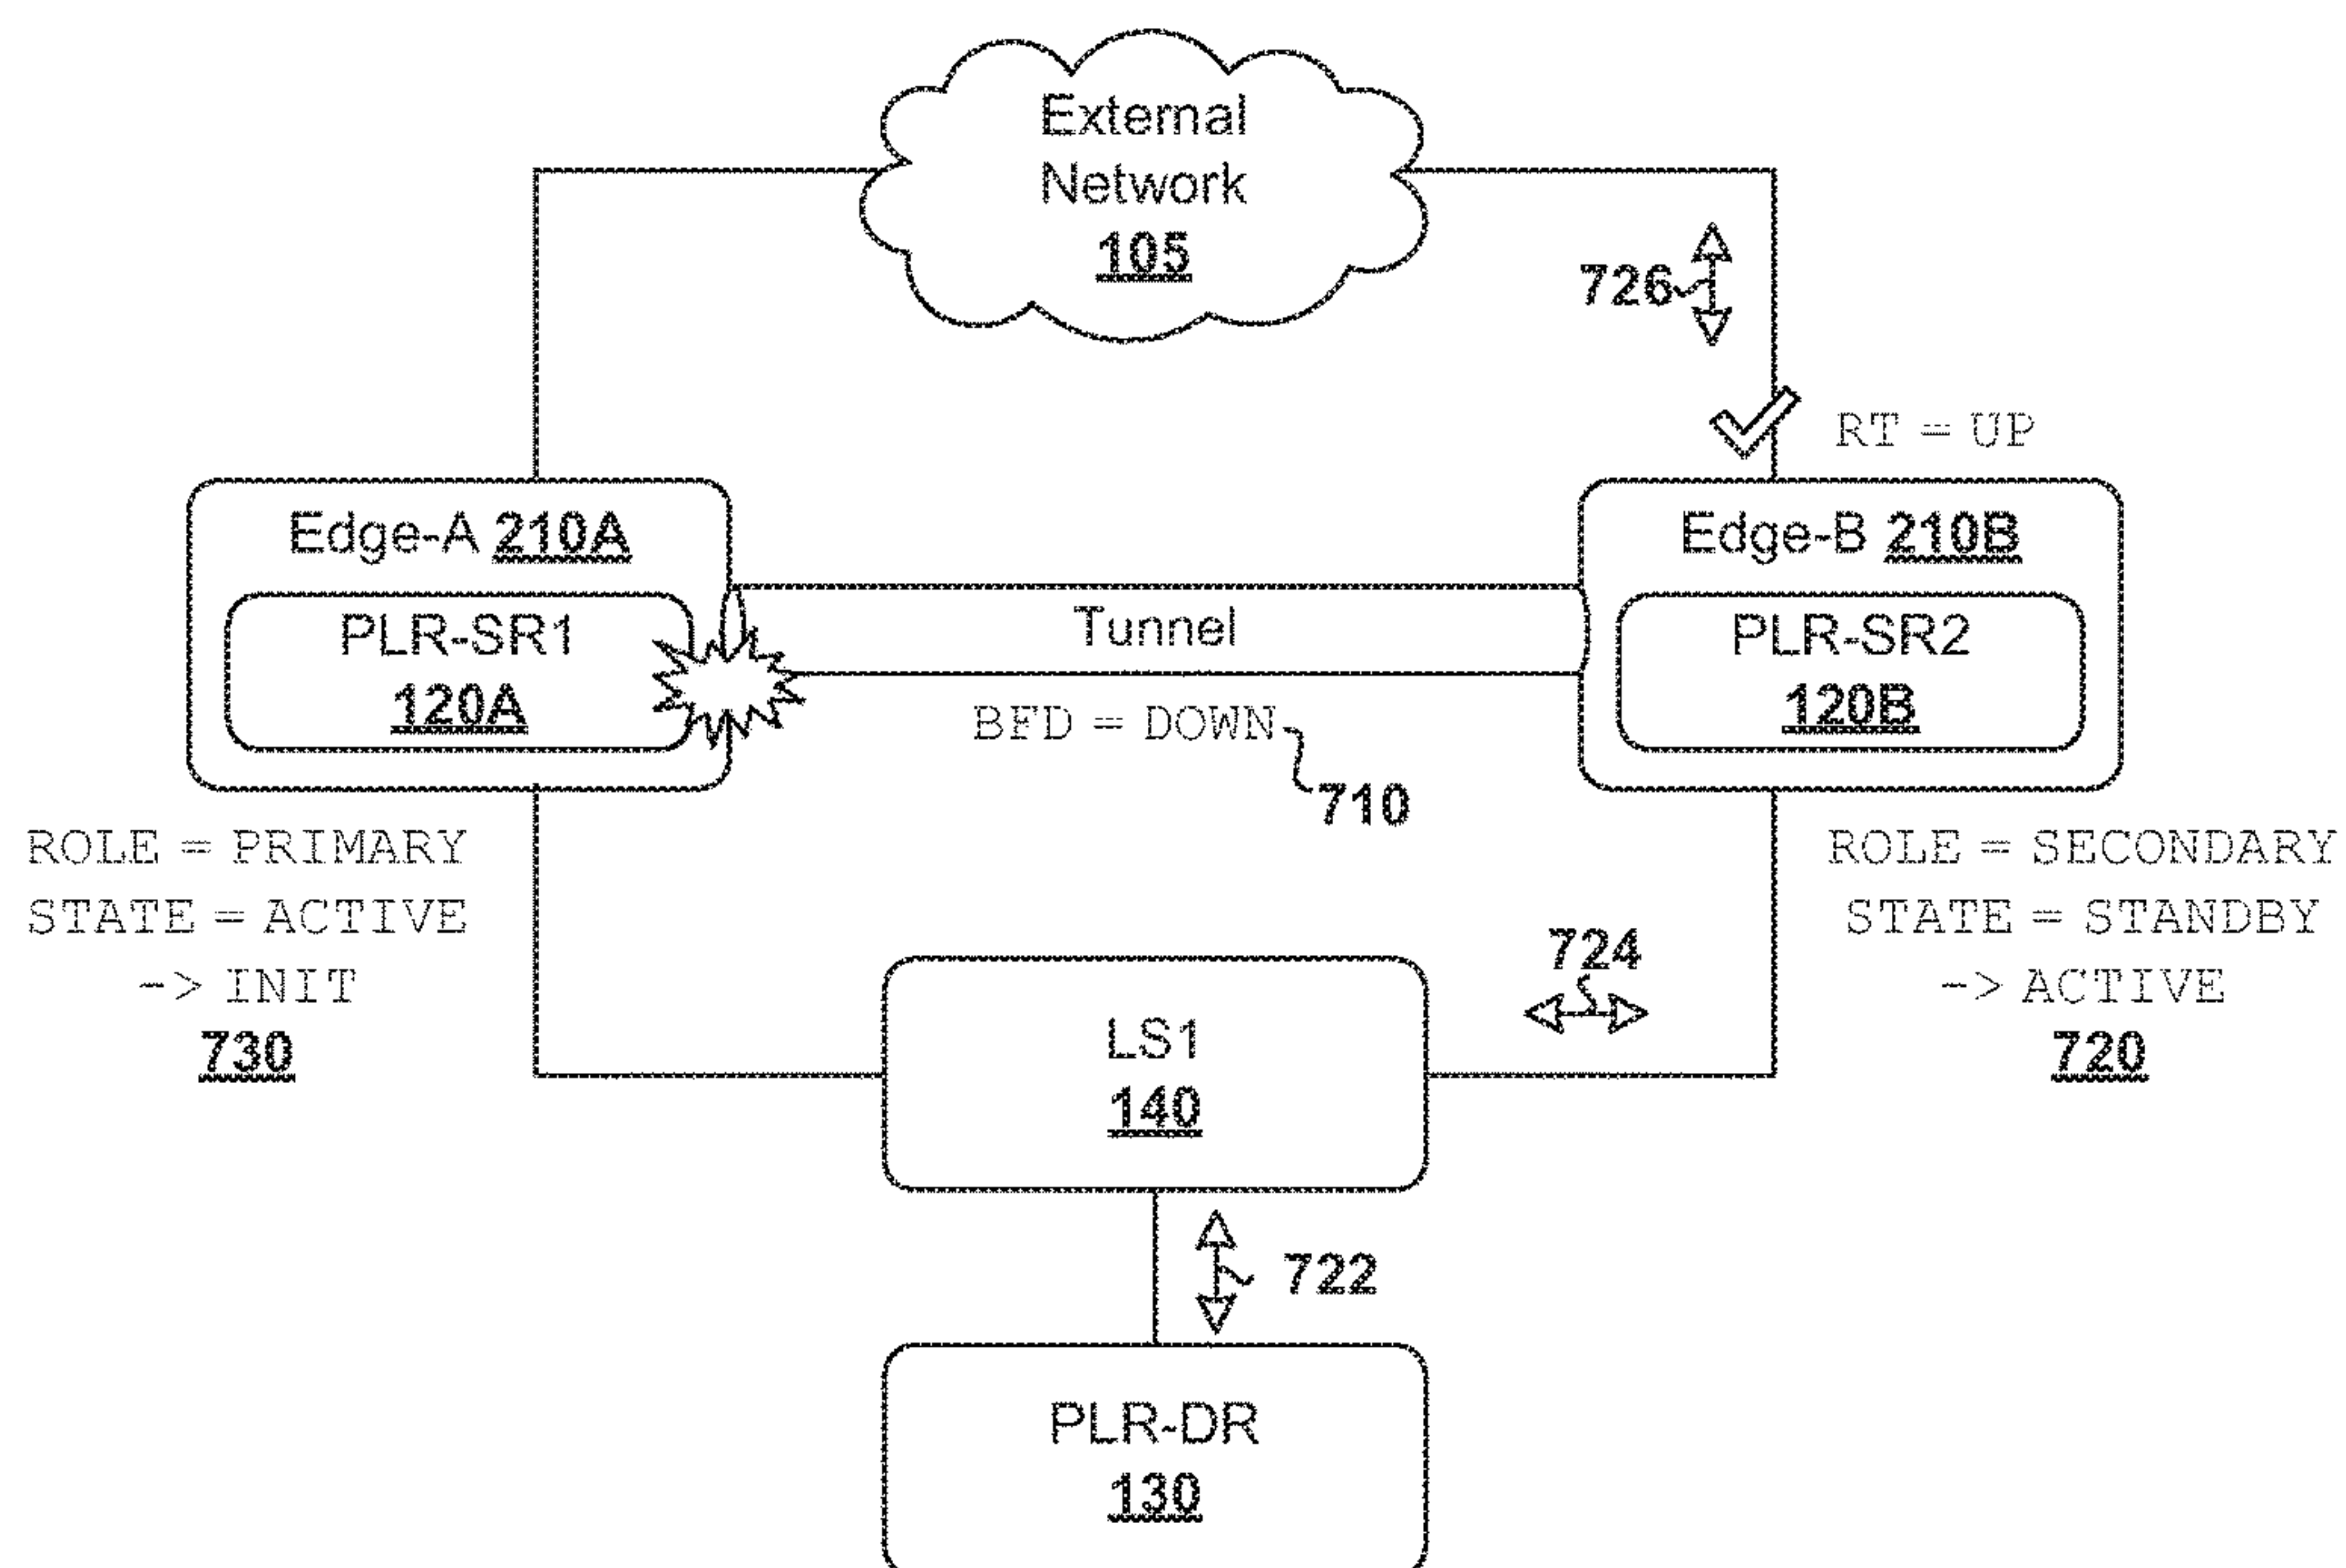 External
Network
105
726
RT = UP
Edge-A 210A
PLR-SR1
120A
Tunnel
BFD = DOWN
710
Edge-B 210B
PLR-SR2
120B
ROLE = PRIMARY
STATE = ACTIVE
-> INIT
730
ROLE = SECONDARY
STATE = STANDBY
-> ACTIVE
720
724
LS1
140
722
PLR-DR
130